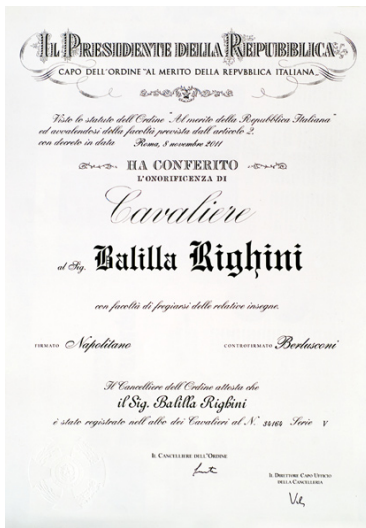 IL PRESIDENTE DELLA REPUBBLICA
CAPO DELL'ORDINE "AL MERITO DELLA REPVBBLICA ITALIANA"
Visto lo statuto dell'Ordine "Al merito della Repubblica Italiana"
ed avvalendosi della facoltà prevista dall'articolo 2,
con decreto in data Roma, 8 novembre 2011
HA CONFERITO
L'ONORIFICENZA DI
Cavaliere
al Sig. Balilla Righini
con facoltà di fregiarsi delle relative insegne.
FIRMATO Napolitano CONTROFIRMATO Berlusconi
Il Cancelliere dell'Ordine attesta che
il Sig. Balilla Righini
è stato registrato nell'albo dei Cavalieri al N. 34164 Serie V
IL CANCELLIERE DELL'ORDINE
IL DIRETTORE CAPO UFFICIO
DELLA CANCELLERIA